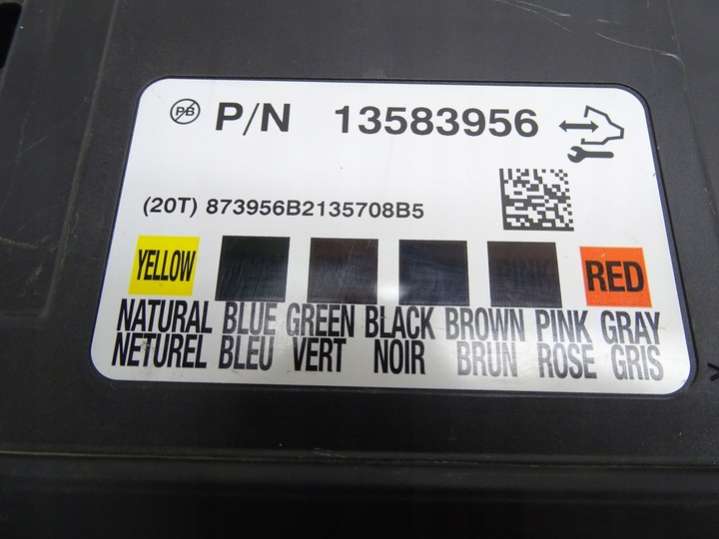 Pb P/N 13583956
(20T) 873956B2135708B5
YELLOW RED
NATURAL BLUE GREEN BLACK BROWN PINK GRAY
NETUREL BLEU VERT NOIR BRUN ROSE GRIS